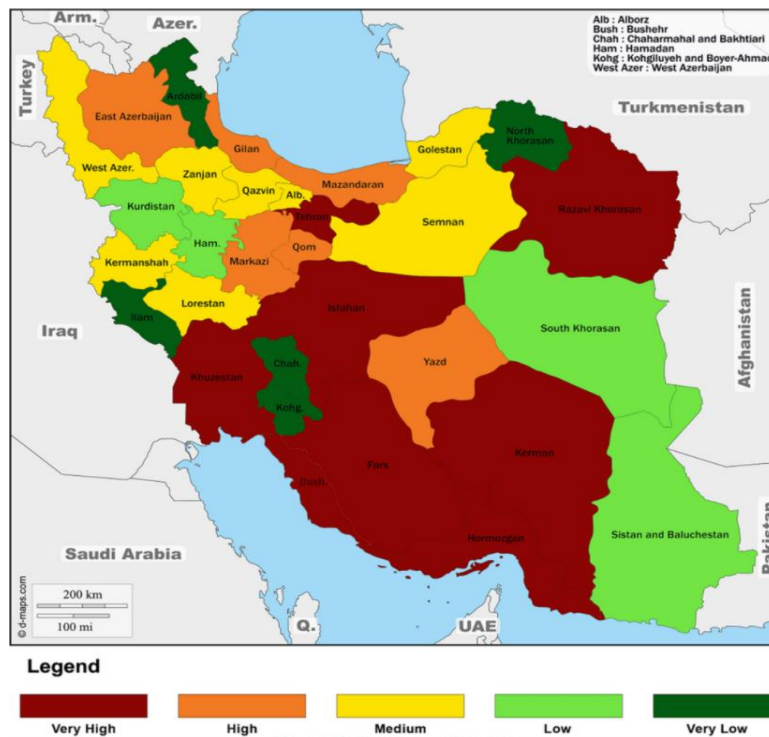 Arm.
Azer.
Turkey
Turkmenistan
Iraq
Afghanistan
Saudi Arabia
Pakistan
Q.
UAE
Alb : Alborz
Bush : Bushehr
Chah : Chaharmahal and Bakhtiari
Ham : Hamadan
Kohg : Kohgiluyeh and Boyer-Ahmad
West Azer : West Azerbaijan
Ardabil
East Azerbaijan
Gilan
Golestan
North
Khorasan
West Azer.
Zanjan
Qazvin
Alb.
Mazandaran
Razavi Khorasan
Kurdistan
Tehran
Semnan
Ham.
Qom
Markazi
Kermanshah
Lorestan
Isfahan
Ilam
South Khorasan
Chah.
Yazd
Khuzestan
Kohg.
Kerman
Fars
Bush.
Hormozgan
Sistan and Baluchestan
200 km
100 mi
© d-maps.com
Legend
Very High
High
Medium
Low
Very Low